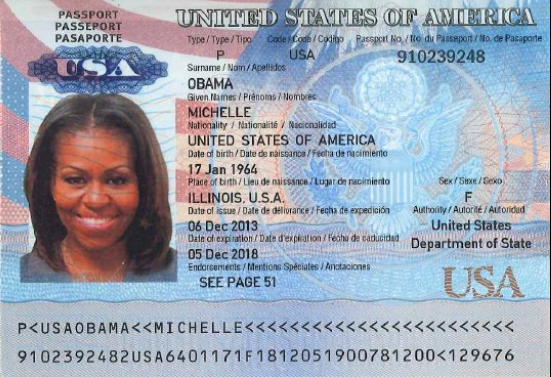 PASSPORT
PASSEPORT
PASAPORTE
USA
UNITED STATES OF AMERICA
Type / Type / Tipo Code / Code / Codigo Passport No. / No. du Passeport / No. de Pasaporte
P USA 910239248
Surname / Nom / Apellidos
OBAMA
Given Names / Prénoms / Nombres
MICHELLE
Nationality / Nationalité / Nacionalidad
UNITED STATES OF AMERICA
Date of birth / Date de naissance / Fecha de nacimiento
17 Jan 1964
Place of birth / Lieu de naissance / Lugar de nacimiento Sex / Sexe / Sexo
ILLINOIS, U.S.A. F
Date of issue / Date de délivrance / Fecha de expedición Authority / Autorité / Autoridad
06 Dec 2013 United States
Date of expiration / Date d'expiration / Fecha de caducidad Department of State
05 Dec 2018
Endorsements / Mentions Spéciales / Anotaciones
SEE PAGE 51
USA
P<USAOBAMA<<MICHELLE<<<<<<<<<<<<<<<<<<<<<<<<
9102392482USA6401171F1812051900781200<129676